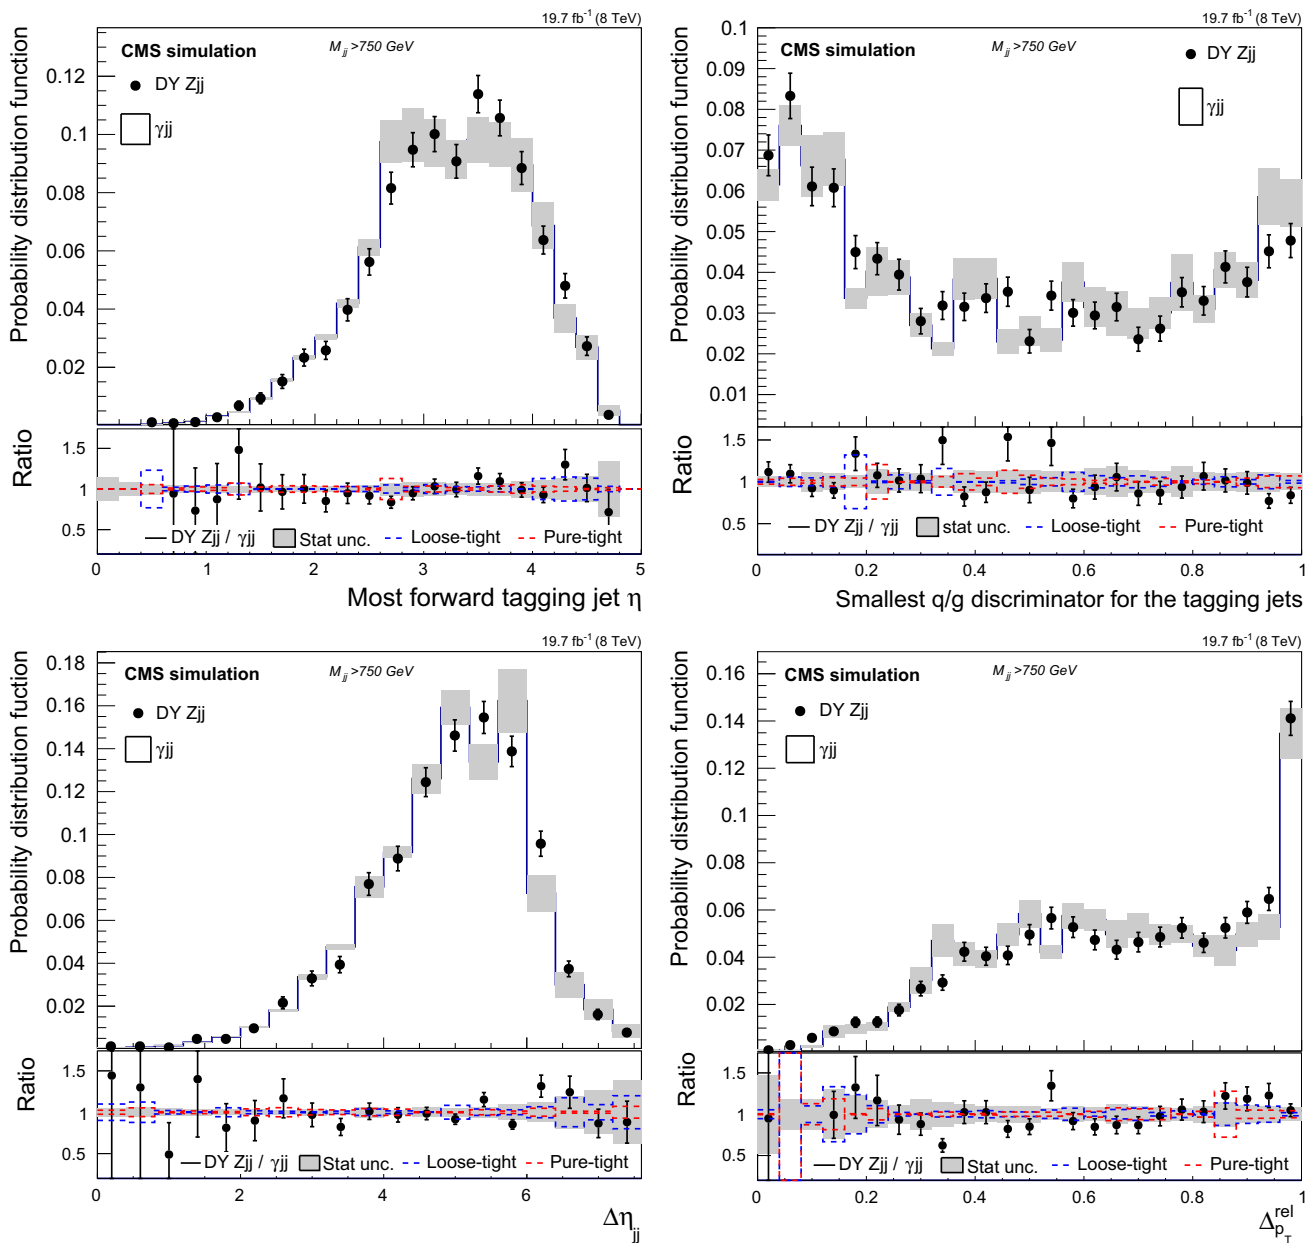 19.7 fb⁻¹ (8 TeV)
CMS simulation
M_jj >750 GeV
DY Zjj
γjj
Probability distribution function
0.12
0.1
0.08
0.06
0.04
0.02
Ratio
1.5
1
0.5
DY Zjj / γjj Stat unc. Loose-tight Pure-tight
0 1 2 3 4 5
Most forward tagging jet η
19.7 fb⁻¹ (8 TeV)
CMS simulation
M_jj >750 GeV
DY Zjj
γjj
Probability distribution function
0.1
0.09
0.08
0.07
0.06
0.05
0.04
0.03
0.02
0.01
Ratio
1.5
1
0.5
DY Zjj / γjj stat unc. Loose-tight Pure-tight
0 0.2 0.4 0.6 0.8 1
Smallest q/g discriminator for the tagging jets
19.7 fb⁻¹ (8 TeV)
CMS simulation
M_jj >750 GeV
DY Zjj
γjj
Probability distribution fuction
0.18
0.16
0.14
0.12
0.1
0.08
0.06
0.04
0.02
Ratio
1.5
1
0.5
DY Zjj / γjj Stat unc. Loose-tight Pure-tight
0 2 4 6
Δη_jj
19.7 fb⁻¹ (8 TeV)
CMS simulation
M_jj >750 GeV
DY Zjj
γjj
Probability distribution function
0.16
0.14
0.12
0.1
0.08
0.06
0.04
0.02
Ratio
1.5
1
0.5
DY Zjj / γjj Stat unc. Loose-tight Pure-tight
0 0.2 0.4 0.6 0.8 1
Δ^rel_p_T